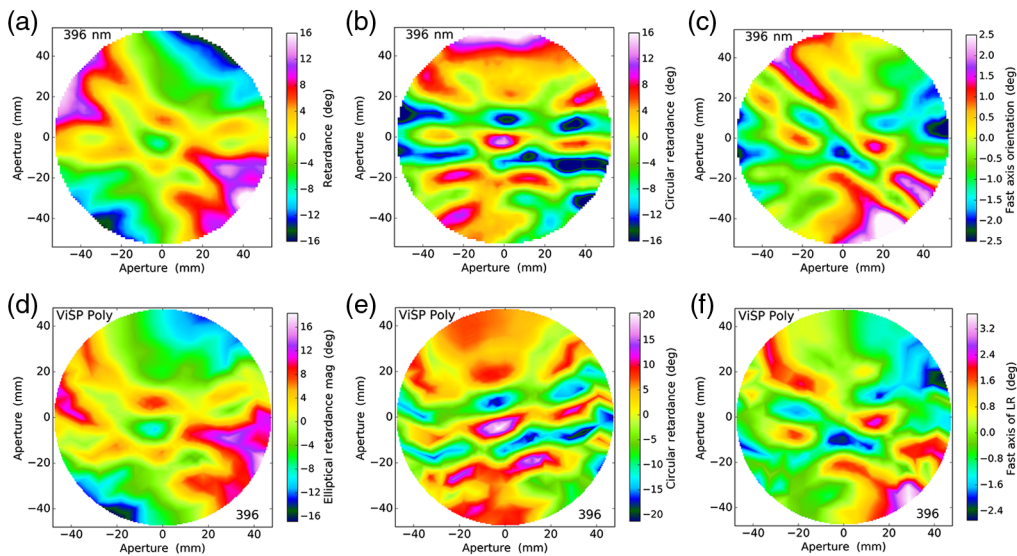 (a)
396 nm
Aperture (mm)
40
20
0
−20
−40
−40 −20 0 20 40
Aperture (mm)
16
12
8
4
0
−4
−8
−12
−16
Retardance (deg)
(b)
396 nm
Aperture (mm)
40
20
0
−20
−40
−40 −20 0 20 40
Aperture (mm)
16
12
8
4
0
−4
−8
−12
−16
Circular retardance (deg)
(c)
396 nm
Aperture (mm)
40
20
0
−20
−40
−40 −20 0 20 40
Aperture (mm)
2.5
2.0
1.5
1.0
0.5
0.0
−0.5
−1.0
−1.5
−2.0
−2.5
Fast axis orientation (deg)
(d)
ViSP Poly
Aperture (mm)
40
20
0
−20
−40
396
−40 −20 0 20 40
Aperture (mm)
16
12
8
4
0
−4
−8
−12
−16
Elliptical retardance mag (deg)
(e)
ViSP Poly
Aperture (mm)
40
20
0
−20
−40
396
−40 −20 0 20 40
Aperture (mm)
20
15
10
5
0
−5
−10
−15
−20
Circular retardance (deg)
(f)
ViSP Poly
Aperture (mm)
40
20
0
−20
−40
396
−40 −20 0 20 40
Aperture (mm)
3.2
2.4
1.6
0.8
0.0
−0.8
−1.6
−2.4
Fast axis of LR (deg)